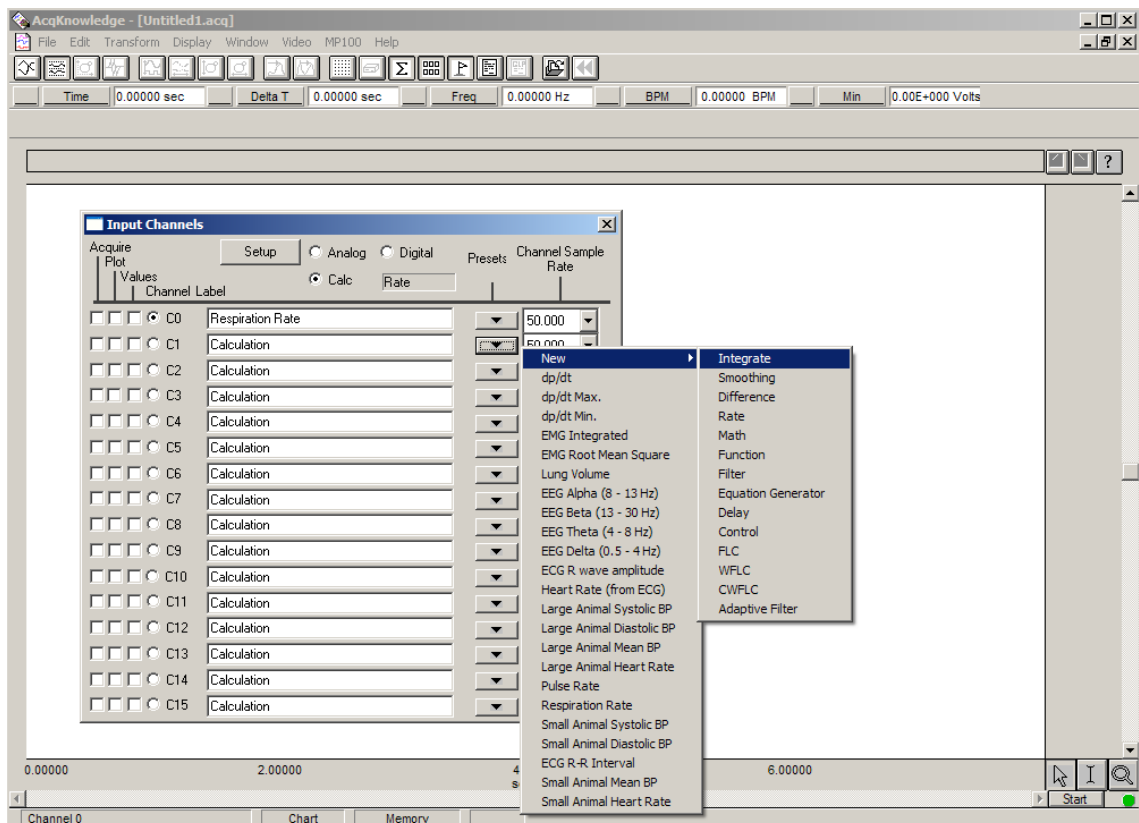 AcqKnowledge - [Untitled1.acq]
File Edit Transform Display Window Video MP100 Help
Time 0.00000 sec Delta T 0.00000 sec Freq 0.00000 Hz BPM 0.00000 BPM Min 0.00E+000 Volts
Input Channels
Acquire
Plot
Values
Channel Label
Setup Analog Digital
Calc Rate
Presets Channel Sample
Rate
C0 Respiration Rate 50.000
C1 Calculation 50.000
C2 Calculation
C3 Calculation
C4 Calculation
C5 Calculation
C6 Calculation
C7 Calculation
C8 Calculation
C9 Calculation
C10 Calculation
C11 Calculation
C12 Calculation
C13 Calculation
C14 Calculation
C15 Calculation
New
dp/dt
dp/dt Max.
dp/dt Min.
EMG Integrated
EMG Root Mean Square
Lung Volume
EEG Alpha (8 - 13 Hz)
EEG Beta (13 - 30 Hz)
EEG Theta (4 - 8 Hz)
EEG Delta (0.5 - 4 Hz)
ECG R wave amplitude
Heart Rate (from ECG)
Large Animal Systolic BP
Large Animal Diastolic BP
Large Animal Mean BP
Large Animal Heart Rate
Pulse Rate
Respiration Rate
Small Animal Systolic BP
Small Animal Diastolic BP
ECG R-R Interval
Small Animal Mean BP
Small Animal Heart Rate
Integrate
Smoothing
Difference
Rate
Math
Function
Filter
Equation Generator
Delay
Control
FLC
WFLC
CWFLC
Adaptive Filter
0.00000 2.00000 4 6.00000
s
Start
Channel 0 Chart Memory